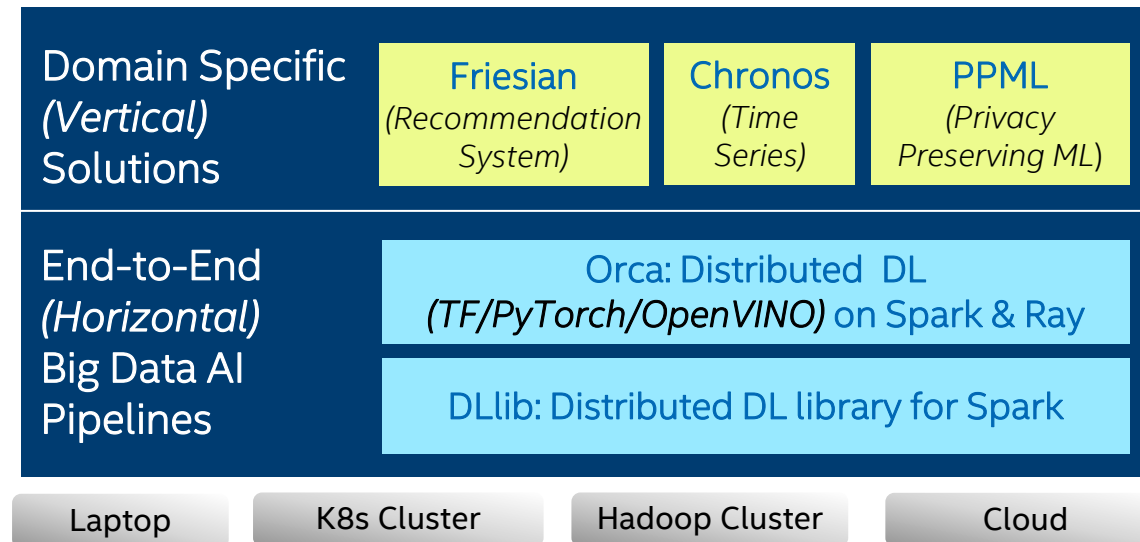 Domain Specific
(Vertical)
Solutions
Friesian
(Recommendation
System)
Chronos
(Time
Series)
PPML
(Privacy
Preserving ML)
End-to-End
(Horizontal)
Big Data AI
Pipelines
Orca: Distributed DL
(TF/PyTorch/OpenVINO) on Spark & Ray
DLlib: Distributed DL library for Spark
Laptop
K8s Cluster
Hadoop Cluster
Cloud